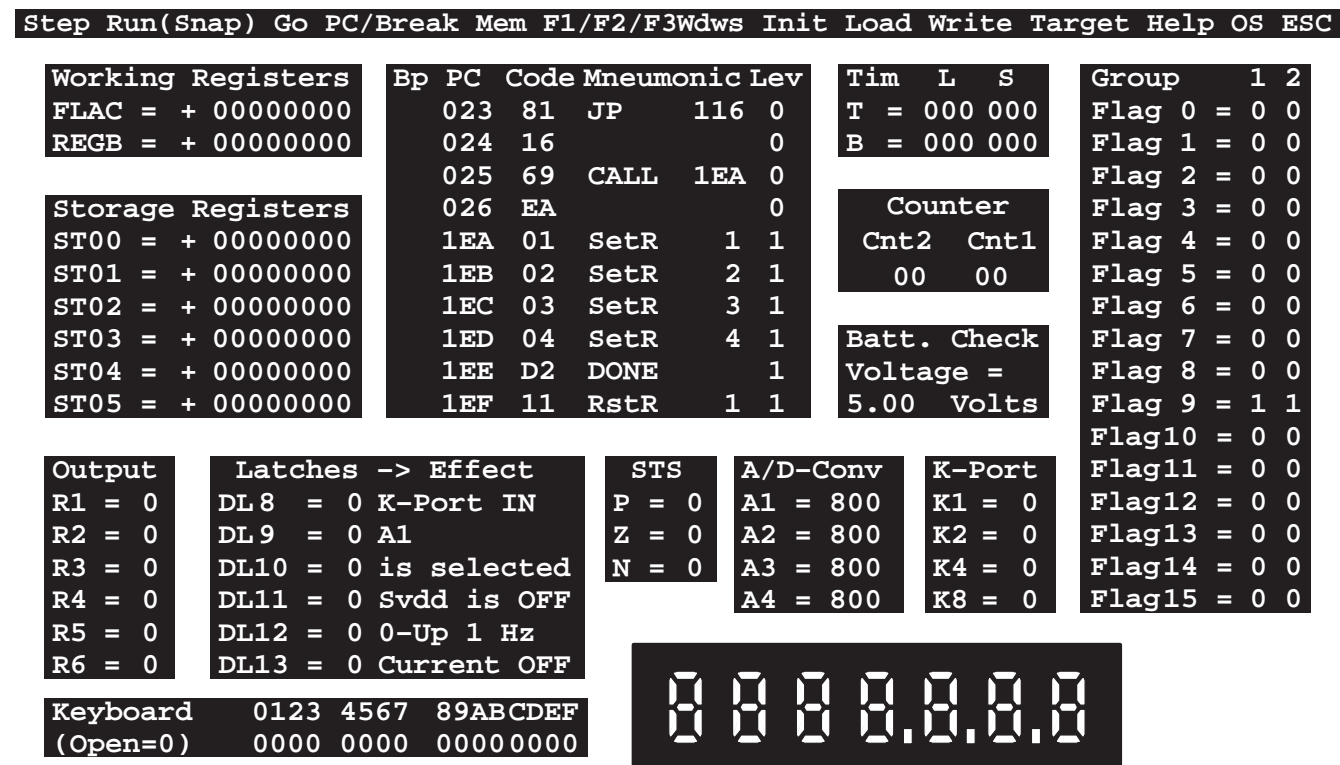 Step Run(Snap) Go PC/Break Mem F1/F2/F3Wdws Init Load Write Target Help OS ESC
Working Registers
FLAC = + 00000000
REGB = + 00000000
Storage Registers
ST00 = + 00000000
ST01 = + 00000000
ST02 = + 00000000
ST03 = + 00000000
ST04 = + 00000000
ST05 = + 00000000
Bp PC Code Mneumonic Lev
023 81 JP 116 0
024 16 0
025 69 CALL 1EA 0
026 EA 0
1EA 01 SetR 1 1
1EB 02 SetR 2 1
1EC 03 SetR 3 1
1ED 04 SetR 4 1
1EE D2 DONE 1
1EF 11 RstR 1 1
Tim L S
T = 000 000
B = 000 000
Counter
Cnt2 Cnt1
00 00
Batt. Check
Voltage =
5.00 Volts
Group 1 2
Flag 0 = 0 0
Flag 1 = 0 0
Flag 2 = 0 0
Flag 3 = 0 0
Flag 4 = 0 0
Flag 5 = 0 0
Flag 6 = 0 0
Flag 7 = 0 0
Flag 8 = 0 0
Flag 9 = 1 1
Flag10 = 0 0
Flag11 = 0 0
Flag12 = 0 0
Flag13 = 0 0
Flag14 = 0 0
Flag15 = 0 0
Output
R1 = 0
R2 = 0
R3 = 0
R4 = 0
R5 = 0
R6 = 0
Latches –> Effect
DL8 = 0 K–Port IN
DL9 = 0 A1
DL10 = 0 is selected
DL11 = 0 Svdd is OFF
DL12 = 0 0–Up 1 Hz
DL13 = 0 Current OFF
STS
P = 0
Z = 0
N = 0
A/D–Conv
A1 = 800
A2 = 800
A3 = 800
A4 = 800
K–Port
K1 = 0
K2 = 0
K4 = 0
K8 = 0
Keyboard 0123 4567 89ABCDEF
(Open=0) 0000 0000 00000000
8 8 8 8.8.8.8